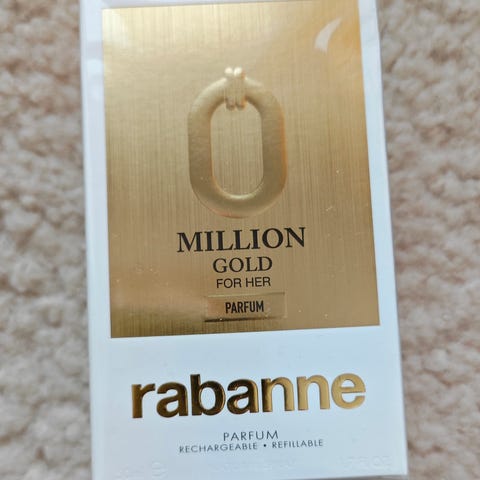 MILLION
GOLD
FOR HER
PARFUM
rabanne
PARFUM
RECHARGEABLE • REFILLABLE